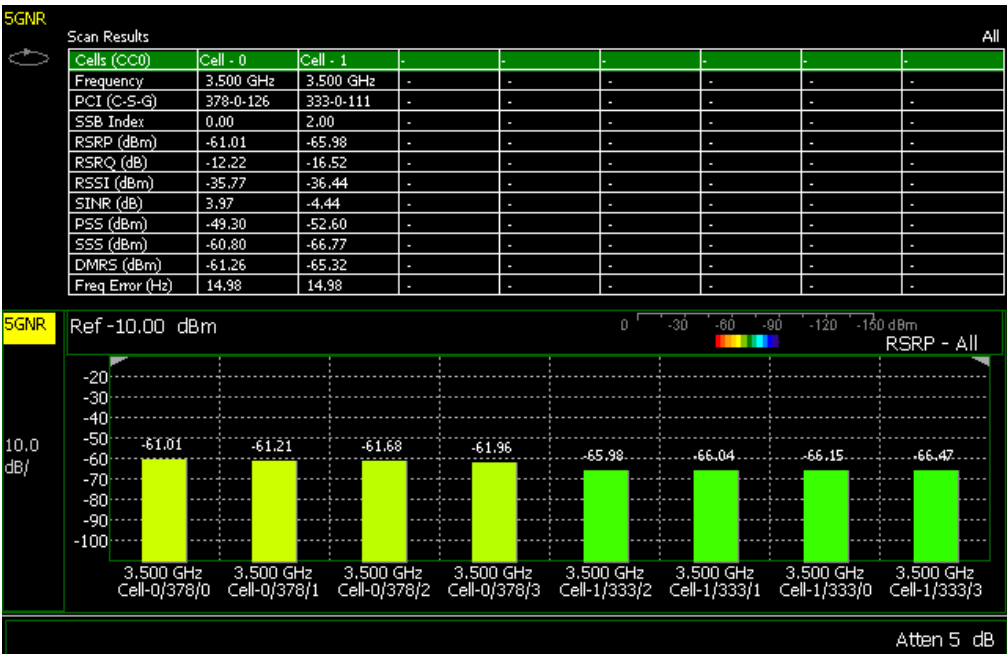 5GNR
Scan Results All
Cells (CC0) Cell - 0 Cell - 1 - - - - - -
Frequency 3.500 GHz 3.500 GHz - - - - - -
PCI (C-S-G) 378-0-126 333-0-111 - - - - - -
SSB Index 0.00 2.00 - - - - - -
RSRP (dBm) -61.01 -65.98 - - - - - -
RSRQ (dB) -12.22 -16.52 - - - - - -
RSSI (dBm) -35.77 -36.44 - - - - - -
SINR (dB) 3.97 -4.44 - - - - - -
PSS (dBm) -49.30 -52.60 - - - - - -
SSS (dBm) -60.80 -66.77 - - - - - -
DMRS (dBm) -61.26 -65.32 - - - - - -
Freq Error (Hz) 14.98 14.98 - - - - - -
5GNR Ref -10.00 dBm 0 -30 -60 -90 -120 -150 dBm
RSRP - All
-20
-30
-40
-50
-60
-70
-80
-90
-100
10.0
dB/
-61.01 -61.21 -61.68 -61.96 -65.98 -66.04 -66.15 -66.47
3.500 GHz 3.500 GHz 3.500 GHz 3.500 GHz 3.500 GHz 3.500 GHz 3.500 GHz 3.500 GHz
Cell-0/378/0 Cell-0/378/1 Cell-0/378/2 Cell-0/378/3 Cell-1/333/2 Cell-1/333/1 Cell-1/333/0 Cell-1/333/3
Atten 5 dB